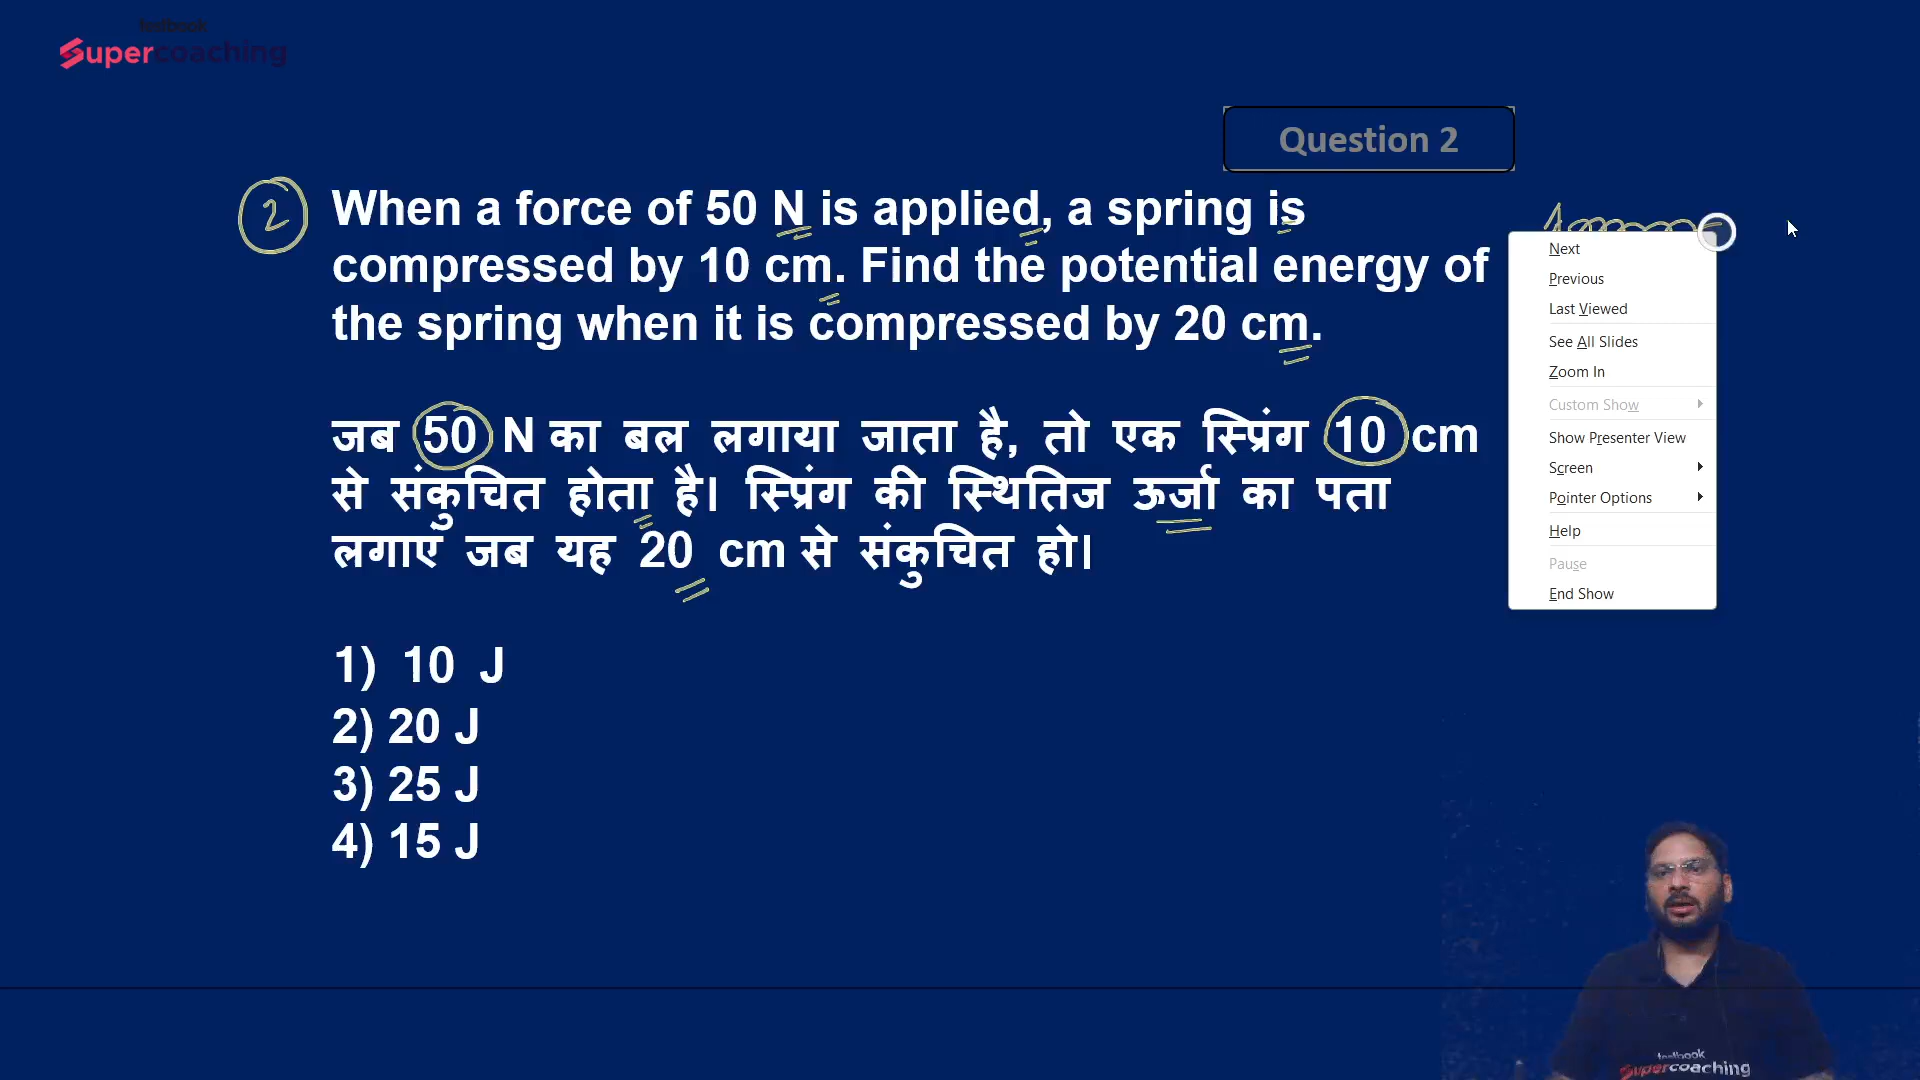 testbook
Supercoaching
Question 2
2
When a force of 50 N is applied, a spring is
compressed by 10 cm. Find the potential energy of
the spring when it is compressed by 20 cm.
जब 50 N का बल लगाया जाता है, तो एक स्प्रिंग 10 cm
से संकुचित होता है। स्प्रिंग की स्थितिज ऊर्जा का पता
लगाएं जब यह 20 cm से संकुचित हो।
1) 10 J
2) 20 J
3) 25 J
4) 15 J
Next
Previous
Last Viewed
See All Slides
Zoom In
Custom Show
Show Presenter View
Screen
Pointer Options
Help
Pause
End Show
testbook
Supercoaching